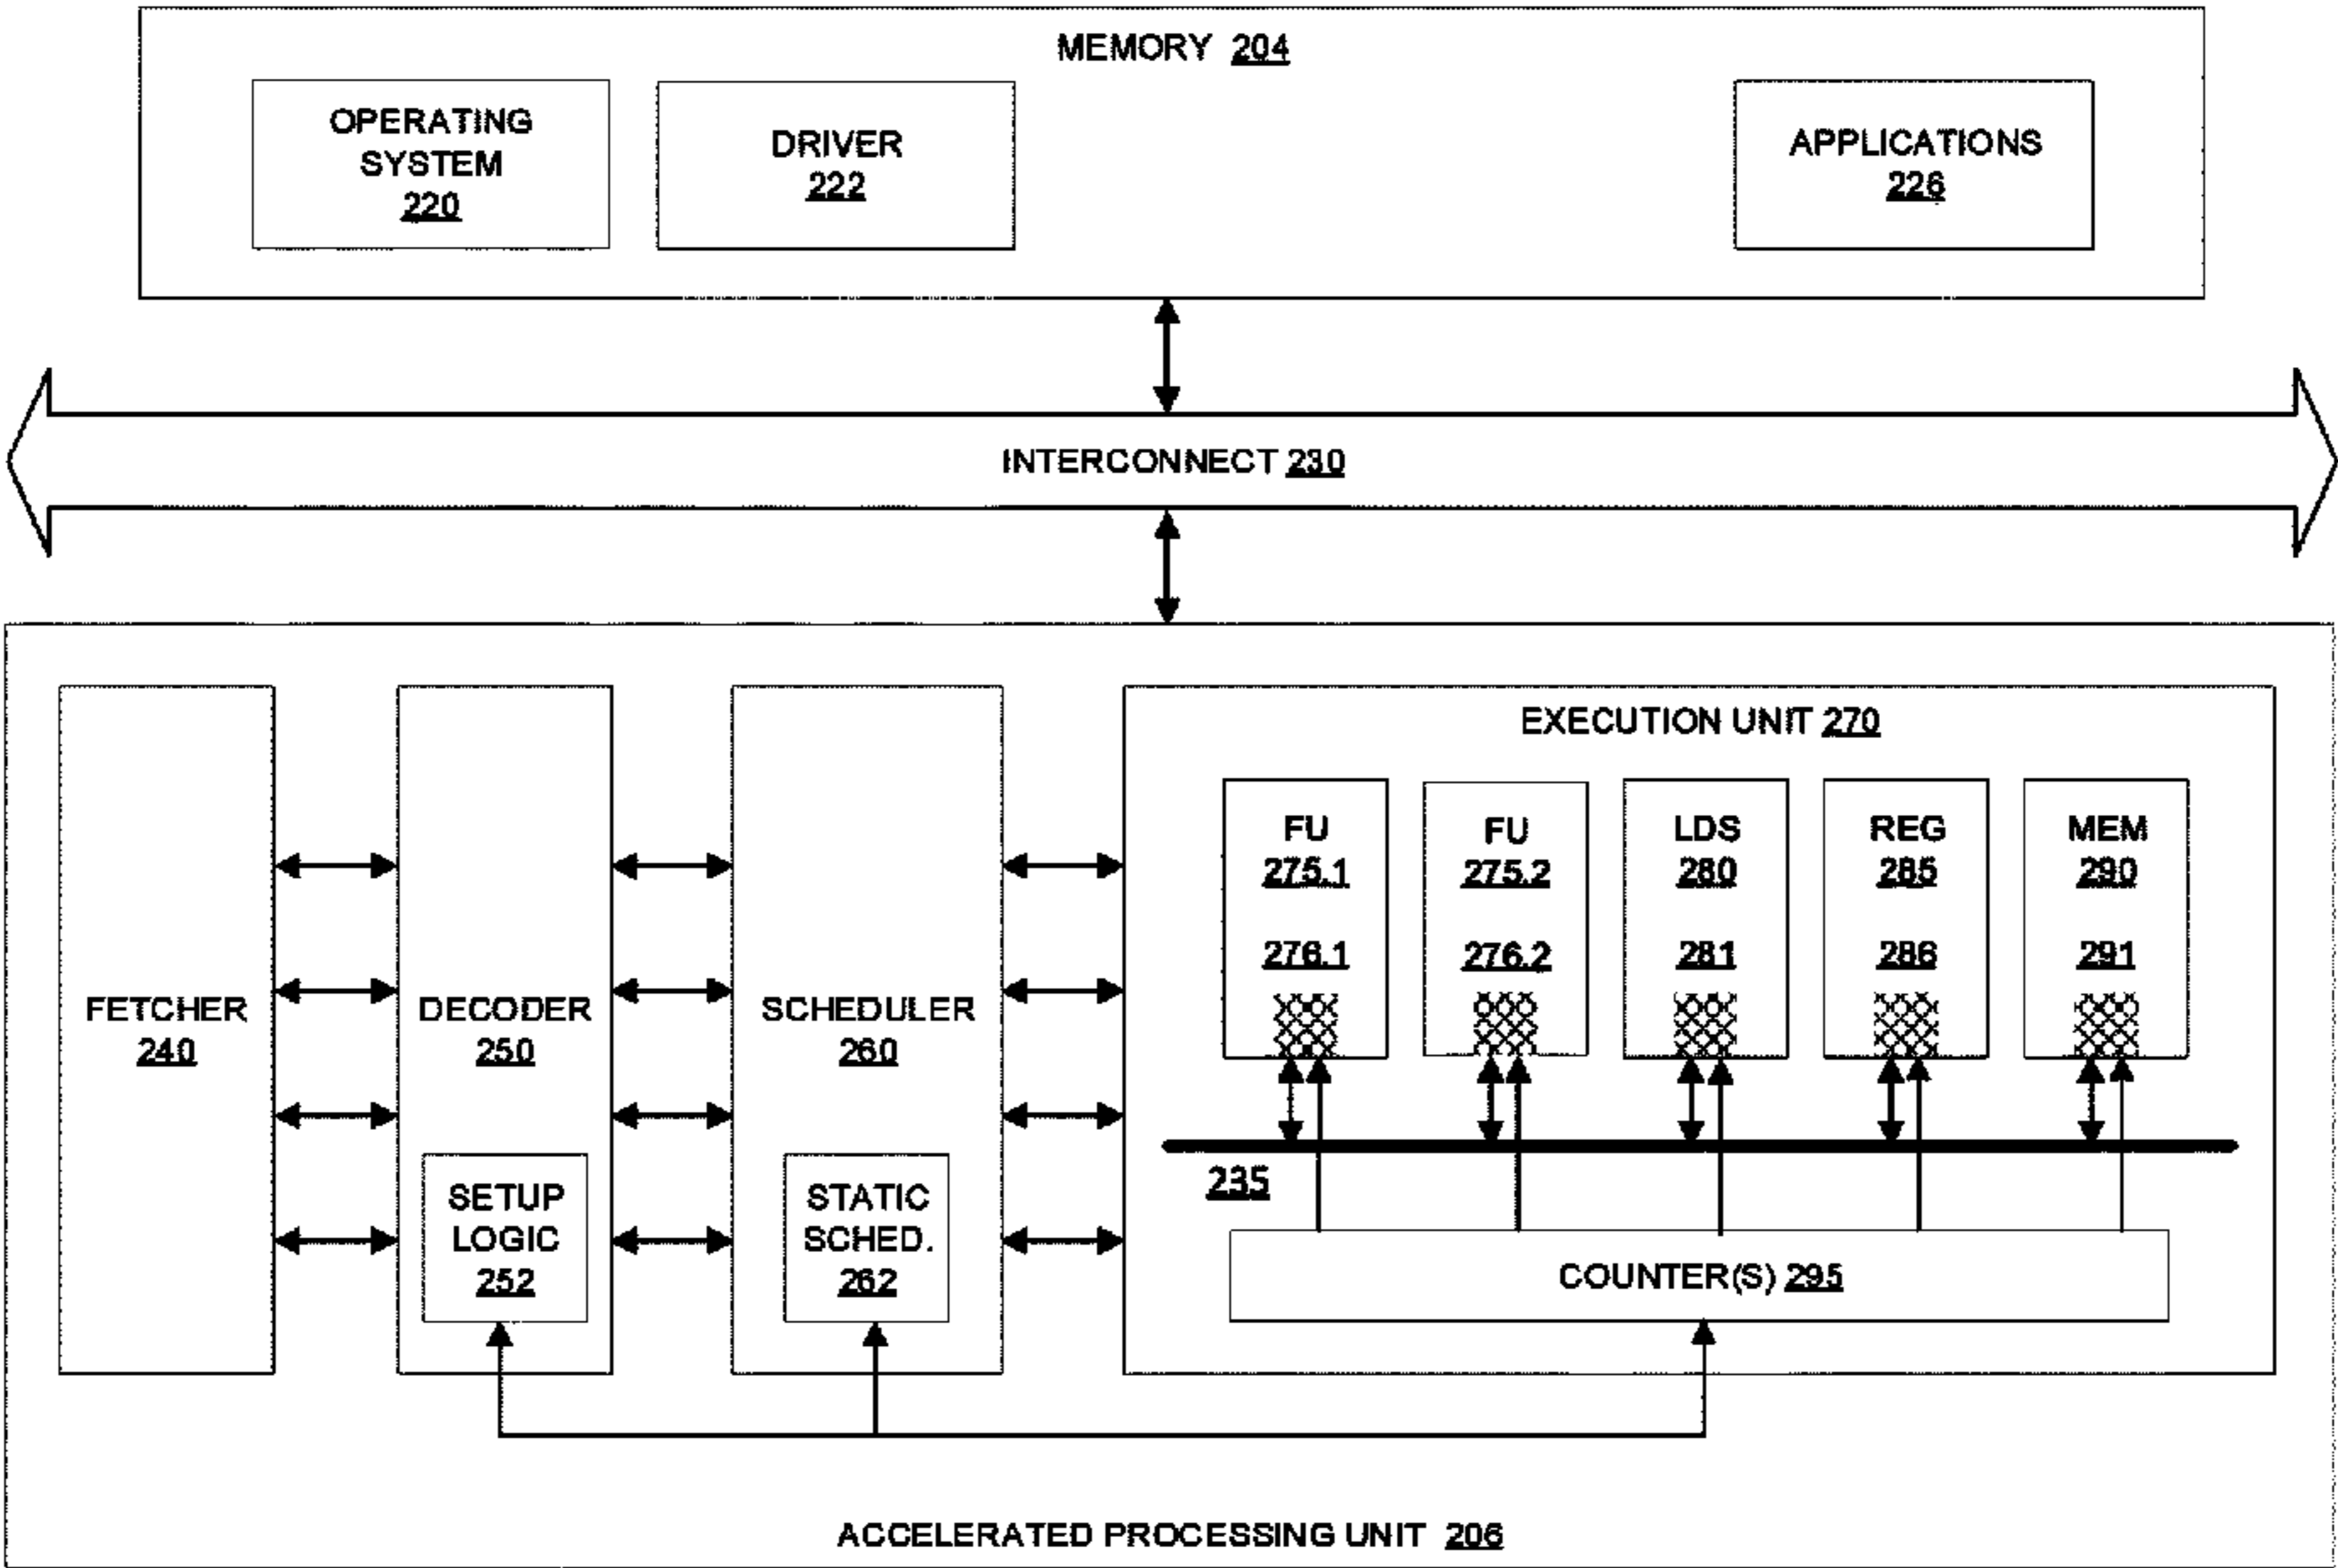 MEMORY 204
OPERATING
SYSTEM
220
DRIVER
222
APPLICATIONS
226
INTERCONNECT 230
FETCHER
240
DECODER
250
SETUP
LOGIC
252
SCHEDULER
260
STATIC
SCHED.
262
EXECUTION UNIT 270
FU
275.1
276.1
FU
275.2
276.2
LDS
280
281
REG
285
286
MEM
290
291
235
COUNTER(S) 295
ACCELERATED PROCESSING UNIT 206